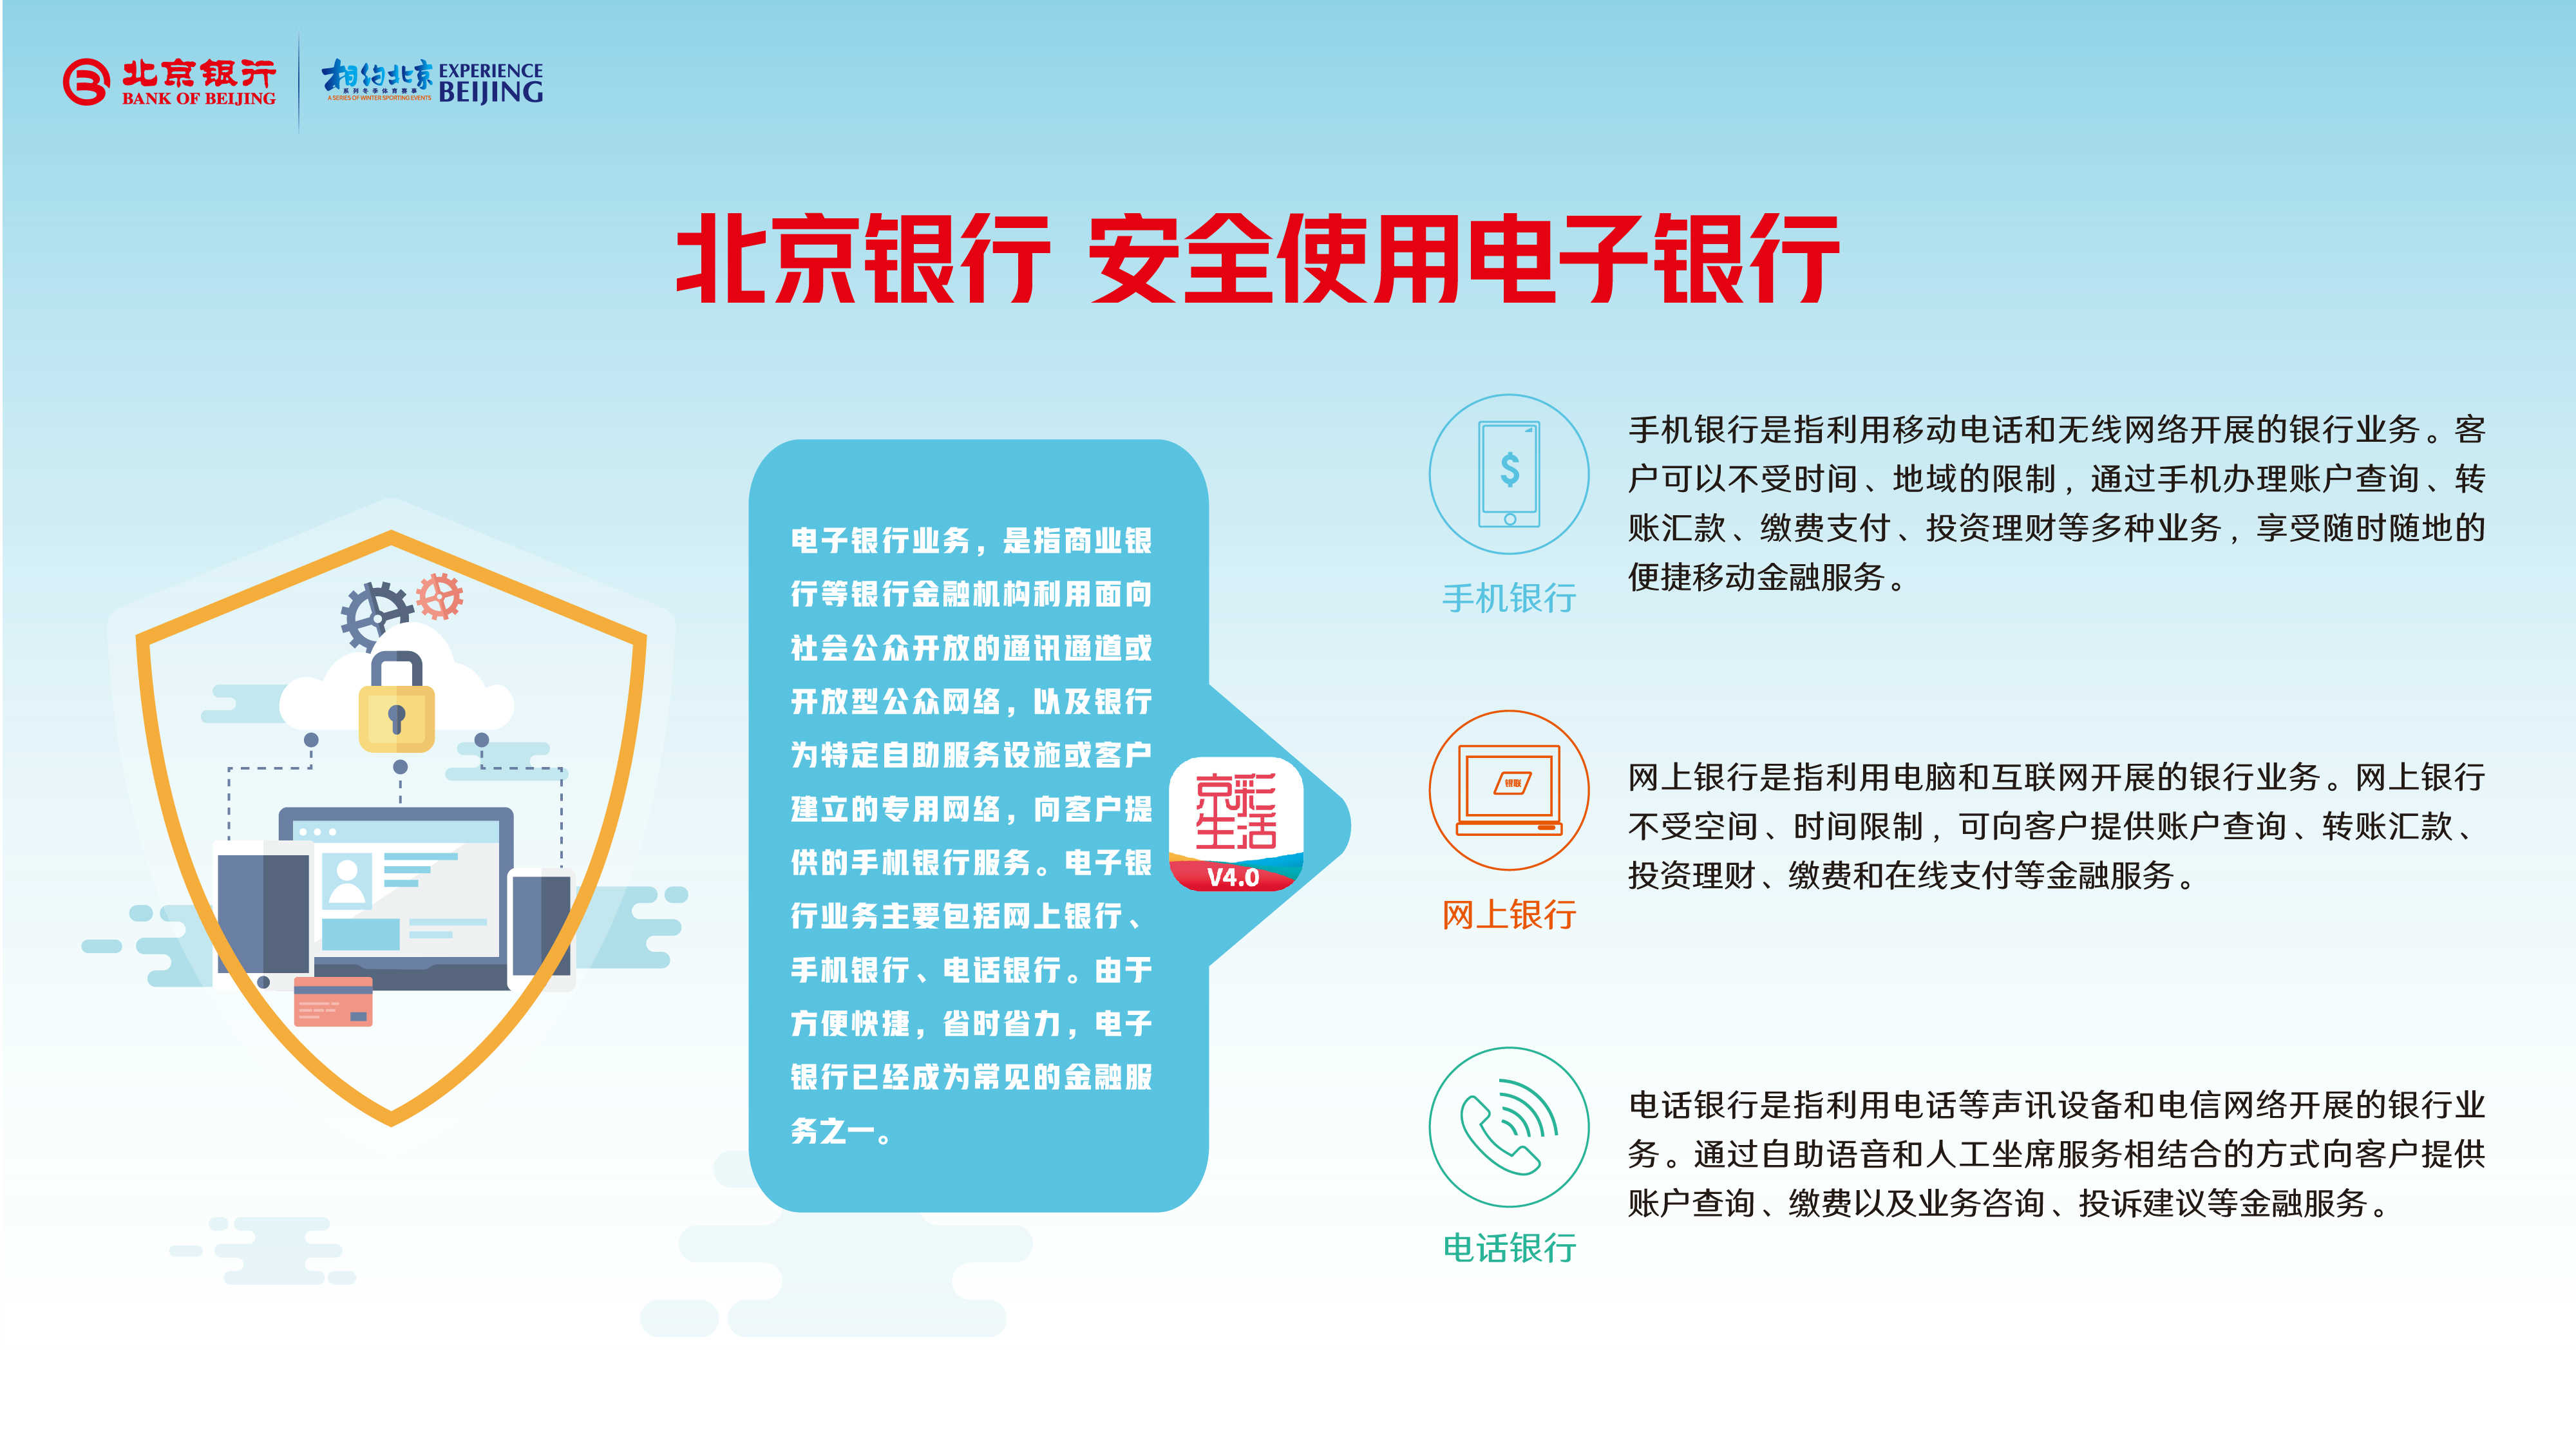 北京银行
BANK OF BEIJING
相约北京
系列冬季体育赛事
A SERIES OF WINTER SPORTING EVENTS
EXPERIENCE
BEIJING
北京银行 安全使用电子银行
电子银行业务，是指商业银
行等银行金融机构利用面向
社会公众开放的通讯通道或
开放型公众网络，以及银行
为特定自助服务设施或客户
建立的专用网络，向客户提
供的手机银行服务。电子银
行业务主要包括网上银行、
手机银行、电话银行。由于
方便快捷，省时省力，电子
银行已经成为常见的金融服
务之一。
京彩
生活
V4.0
$
手机银行
手机银行是指利用移动电话和无线网络开展的银行业务。客
户可以不受时间、地域的限制，通过手机办理账户查询、转
账汇款、缴费支付、投资理财等多种业务，享受随时随地的
便捷移动金融服务。
银联
网上银行
网上银行是指利用电脑和互联网开展的银行业务。网上银行
不受空间、时间限制，可向客户提供账户查询、转账汇款、
投资理财、缴费和在线支付等金融服务。
电话银行
电话银行是指利用电话等声讯设备和电信网络开展的银行业
务。通过自助语音和人工坐席服务相结合的方式向客户提供
账户查询、缴费以及业务咨询、投诉建议等金融服务。